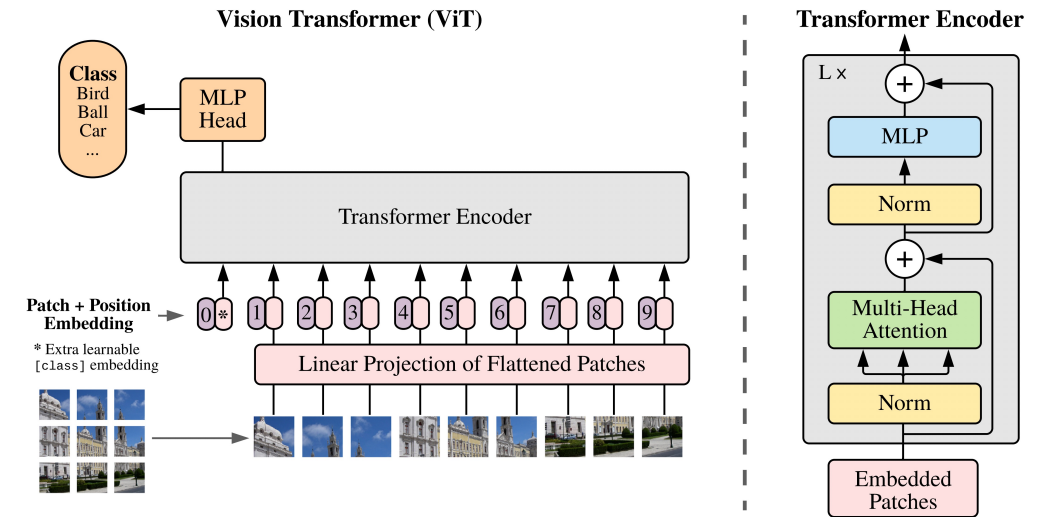 Vision Transformer (ViT)
Class
Bird
Ball
Car
...
MLP
Head
Transformer Encoder
Patch + Position
Embedding
0 * 1 2 3 4 5 6 7 8 9
* Extra learnable
[class] embedding
Linear Projection of Flattened Patches
Transformer Encoder
L x
+
MLP
Norm
+
Multi-Head
Attention
Norm
Embedded
Patches